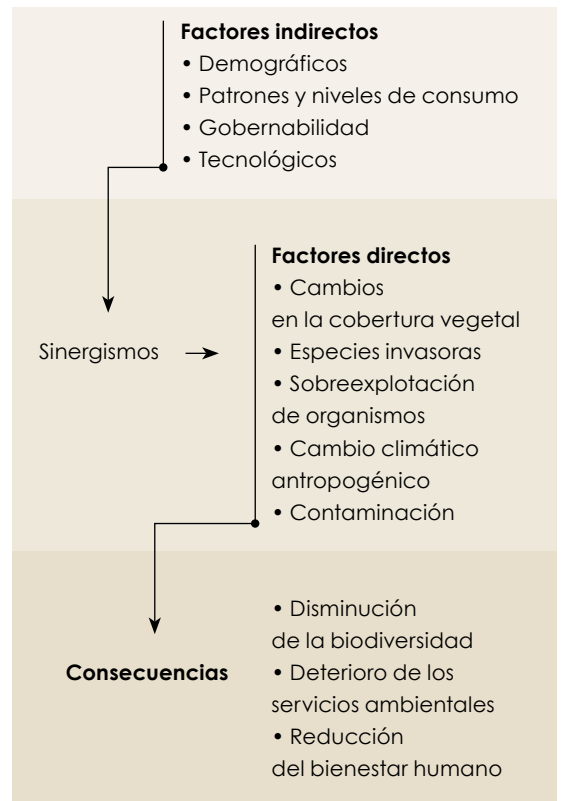 Factores indirectos
• Demográficos
• Patrones y niveles de consumo
• Gobernabilidad
• Tecnológicos
Sinergismos
Factores directos
• Cambios
en la cobertura vegetal
• Especies invasoras
• Sobreexplotación
de organismos
• Cambio climático
antropogénico
• Contaminación
Consecuencias
• Disminución
de la biodiversidad
• Deterioro de los
servicios ambientales
• Reducción
del bienestar humano